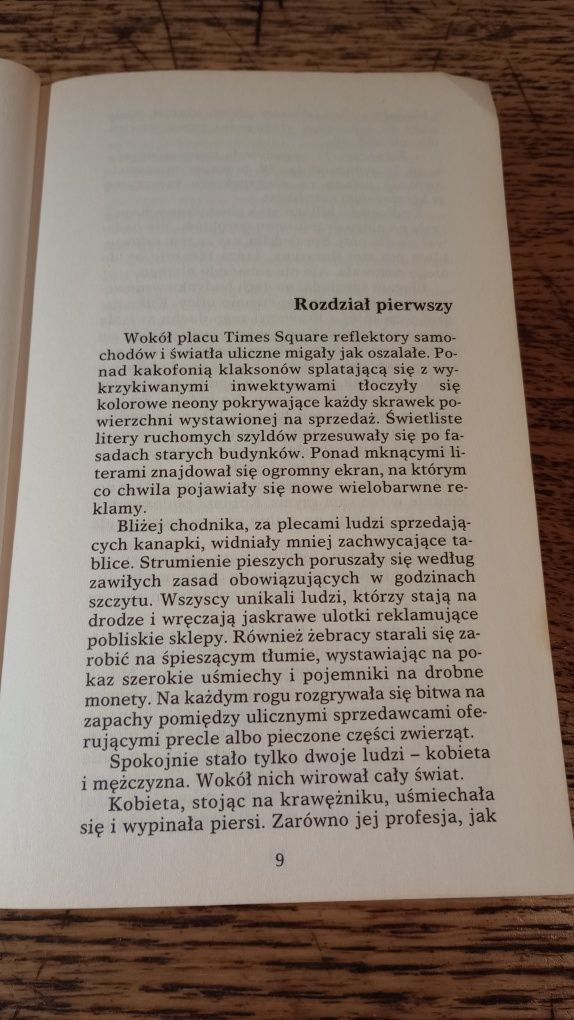 Rozdział pierwszy
Wokół placu Times Square reflektory samo-
chodów i światła uliczne migały jak oszalałe. Po-
nad kakofonią klaksonów splatającą się z wy-
krzykiwanymi inwektywami tłoczyły się
kolorowe neony pokrywające każdy skrawek po-
wierzchni wystawionej na sprzedaż. Świetliste
litery ruchomych szyldów przesuwały się po fa-
sadach starych budynków. Ponad mknącymi li-
terami znajdował się ogromny ekran, na którym
co chwila pojawiały się nowe wielobarwne re-
klamy.
Bliżej chodnika, za plecami ludzi sprzedają-
cych kanapki, widniały mniej zachwycające ta-
blice. Strumienie pieszych poruszały się według
zawiłych zasad obowiązujących w godzinach
szczytu. Wszyscy unikali ludzi, którzy stają na
drodze i wręczają jaskrawe ulotki reklamujące
pobliskie sklepy. Również żebracy starali się za-
robić na śpieszącym tłumie, wystawiając na po-
kaz szerokie uśmiechy i pojemniki na drobne
monety. Na każdym rogu rozgrywała się bitwa na
zapachy pomiędzy ulicznymi sprzedawcami ofe-
rującymi precle albo pieczone części zwierząt.
Spokojnie stało tylko dwoje ludzi – kobieta
i mężczyzna. Wokół nich wirował cały świat.
Kobieta, stojąc na krawężniku, uśmiechała
się i wypinała piersi. Zarówno jej profesja, jak
9